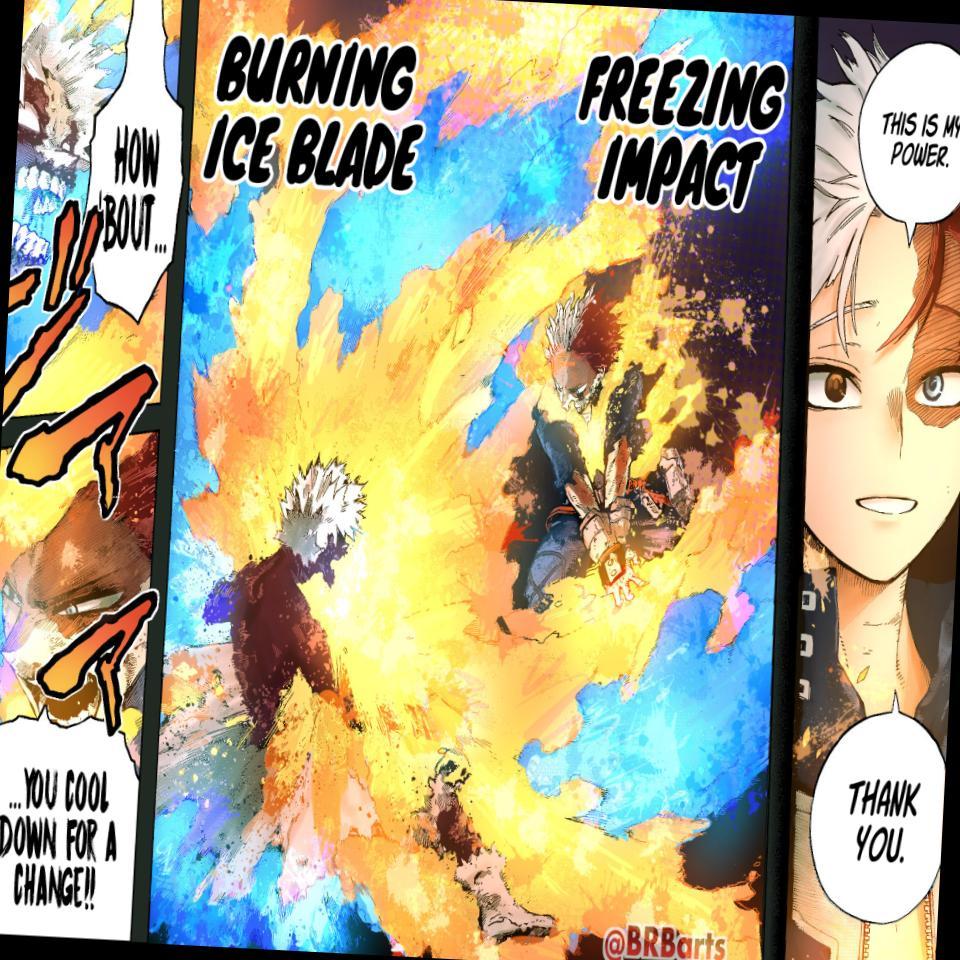 HOW
'BOUT...
...YOU COOL
DOWN FOR A
CHANGE!!
BURNING
ICE BLADE
FREEZING
IMPACT
THIS IS MY
POWER.
THANK
YOU.
@BRBarts